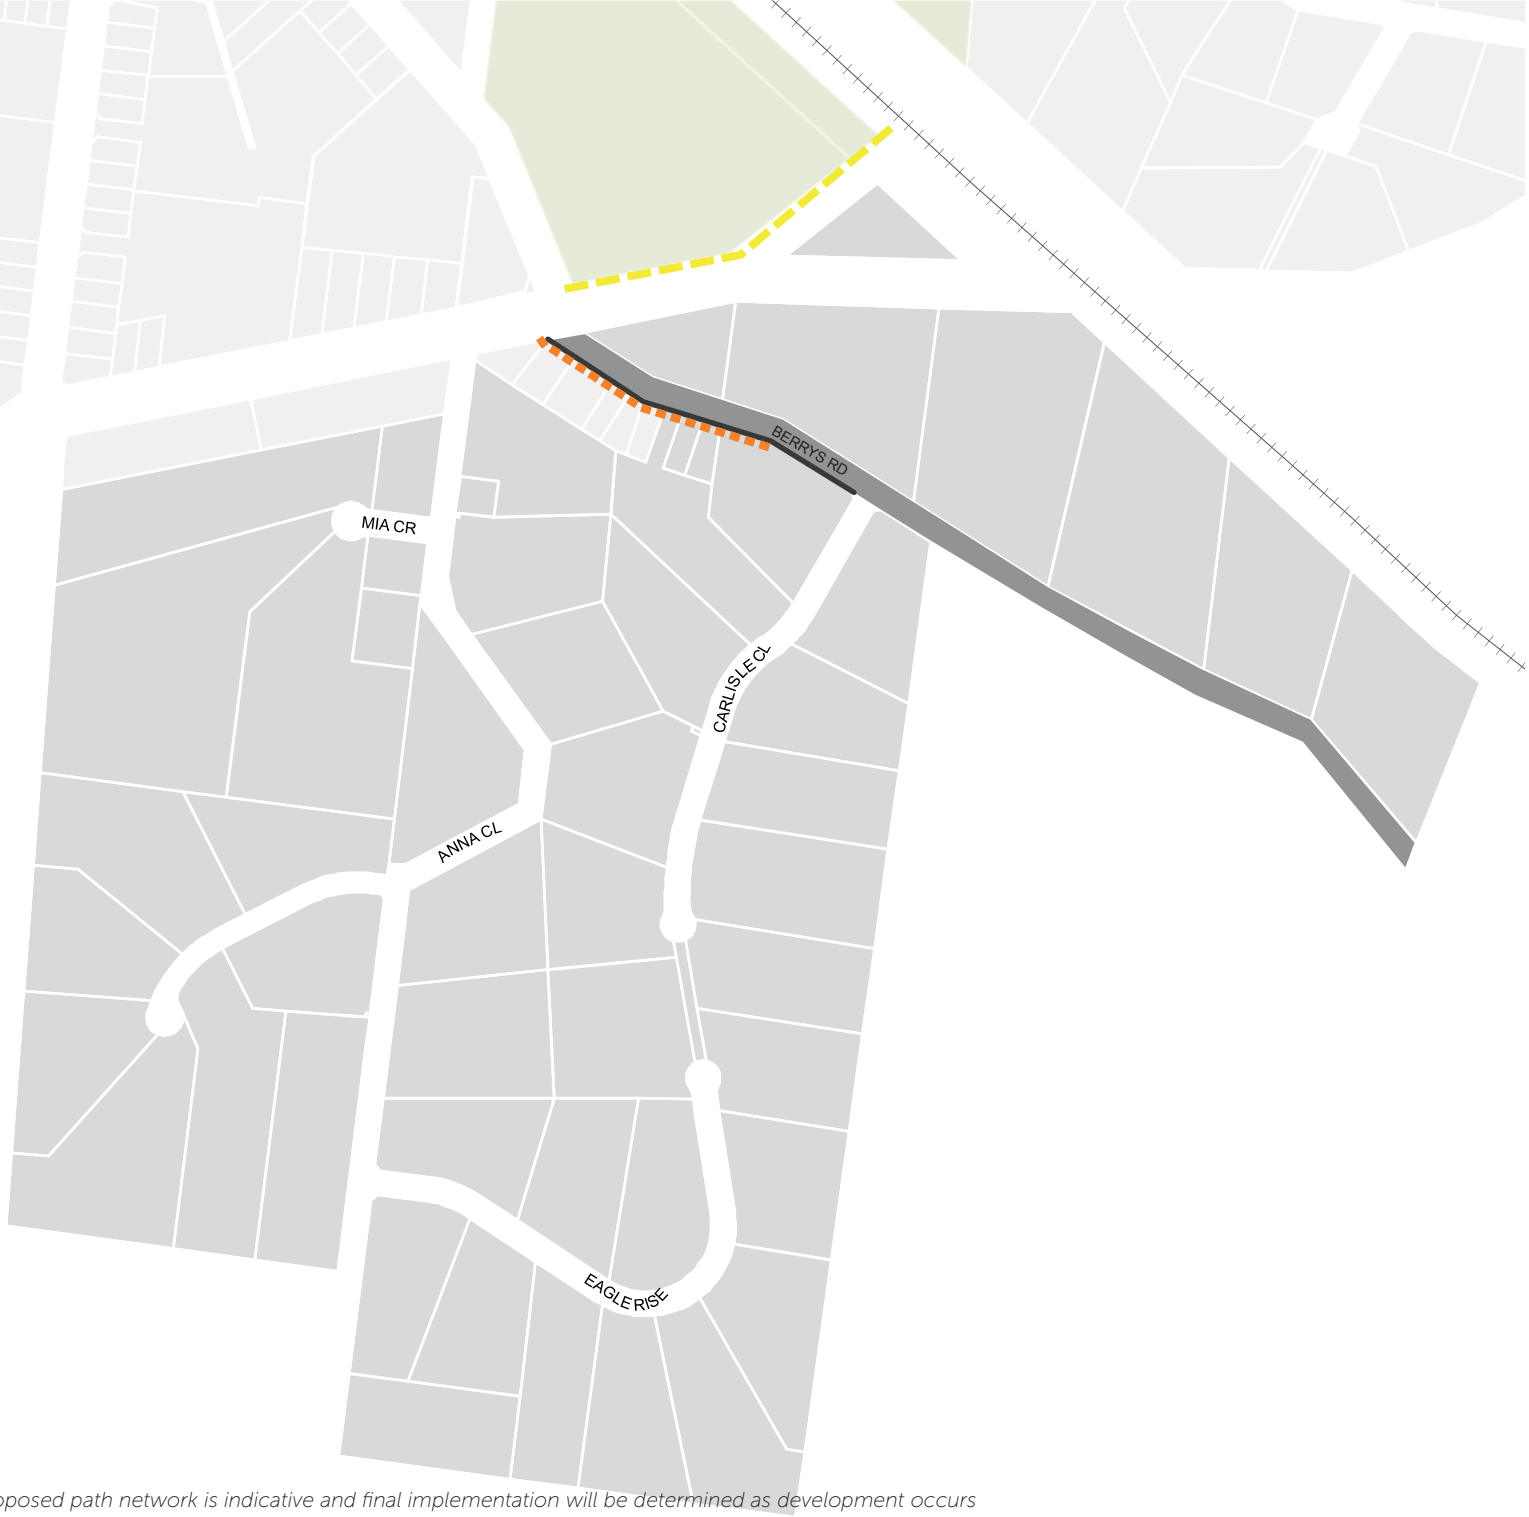 BERRYS RD
MIA CR
CARLISLE CL
ANNA CL
EAGLE RISE
path network is indicative and final implementation will be determined as development occurs